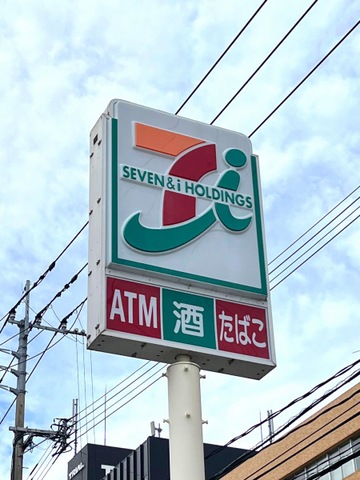 SEVEN&i HOLDINGS
ATM 酒 たばこ